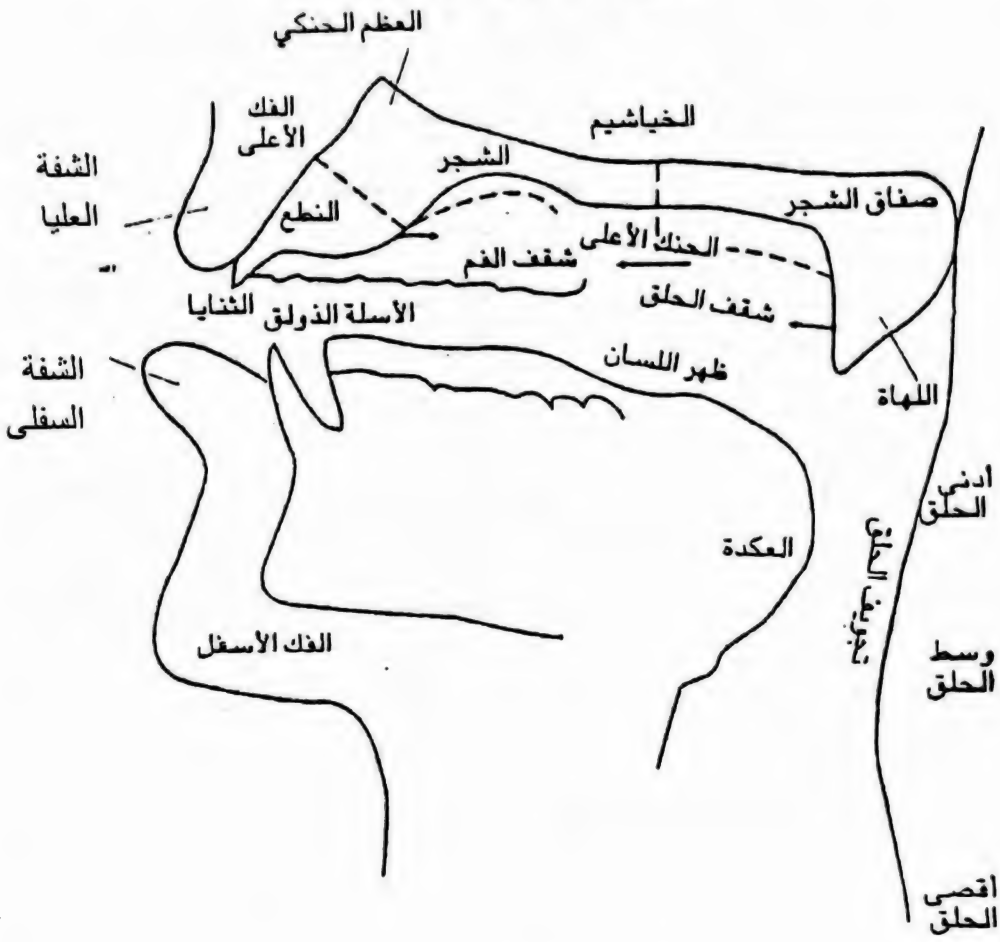 العظم الحنكي
الفك
الأعلى
الخياشيم
الشفة
العليا
الشجر
النطع
صفاق الشجر
الحنك الأعلى
شقف الفم
شقف الحلق
الثنايا
الأسلة الذولق
ظهر اللسان
الشفة
السفلى
اللهاة
أدنى
الحلق
العكدة
تجويف الحلق
الفك الأسفل
وسط
الحلق
اقصى
الحلق